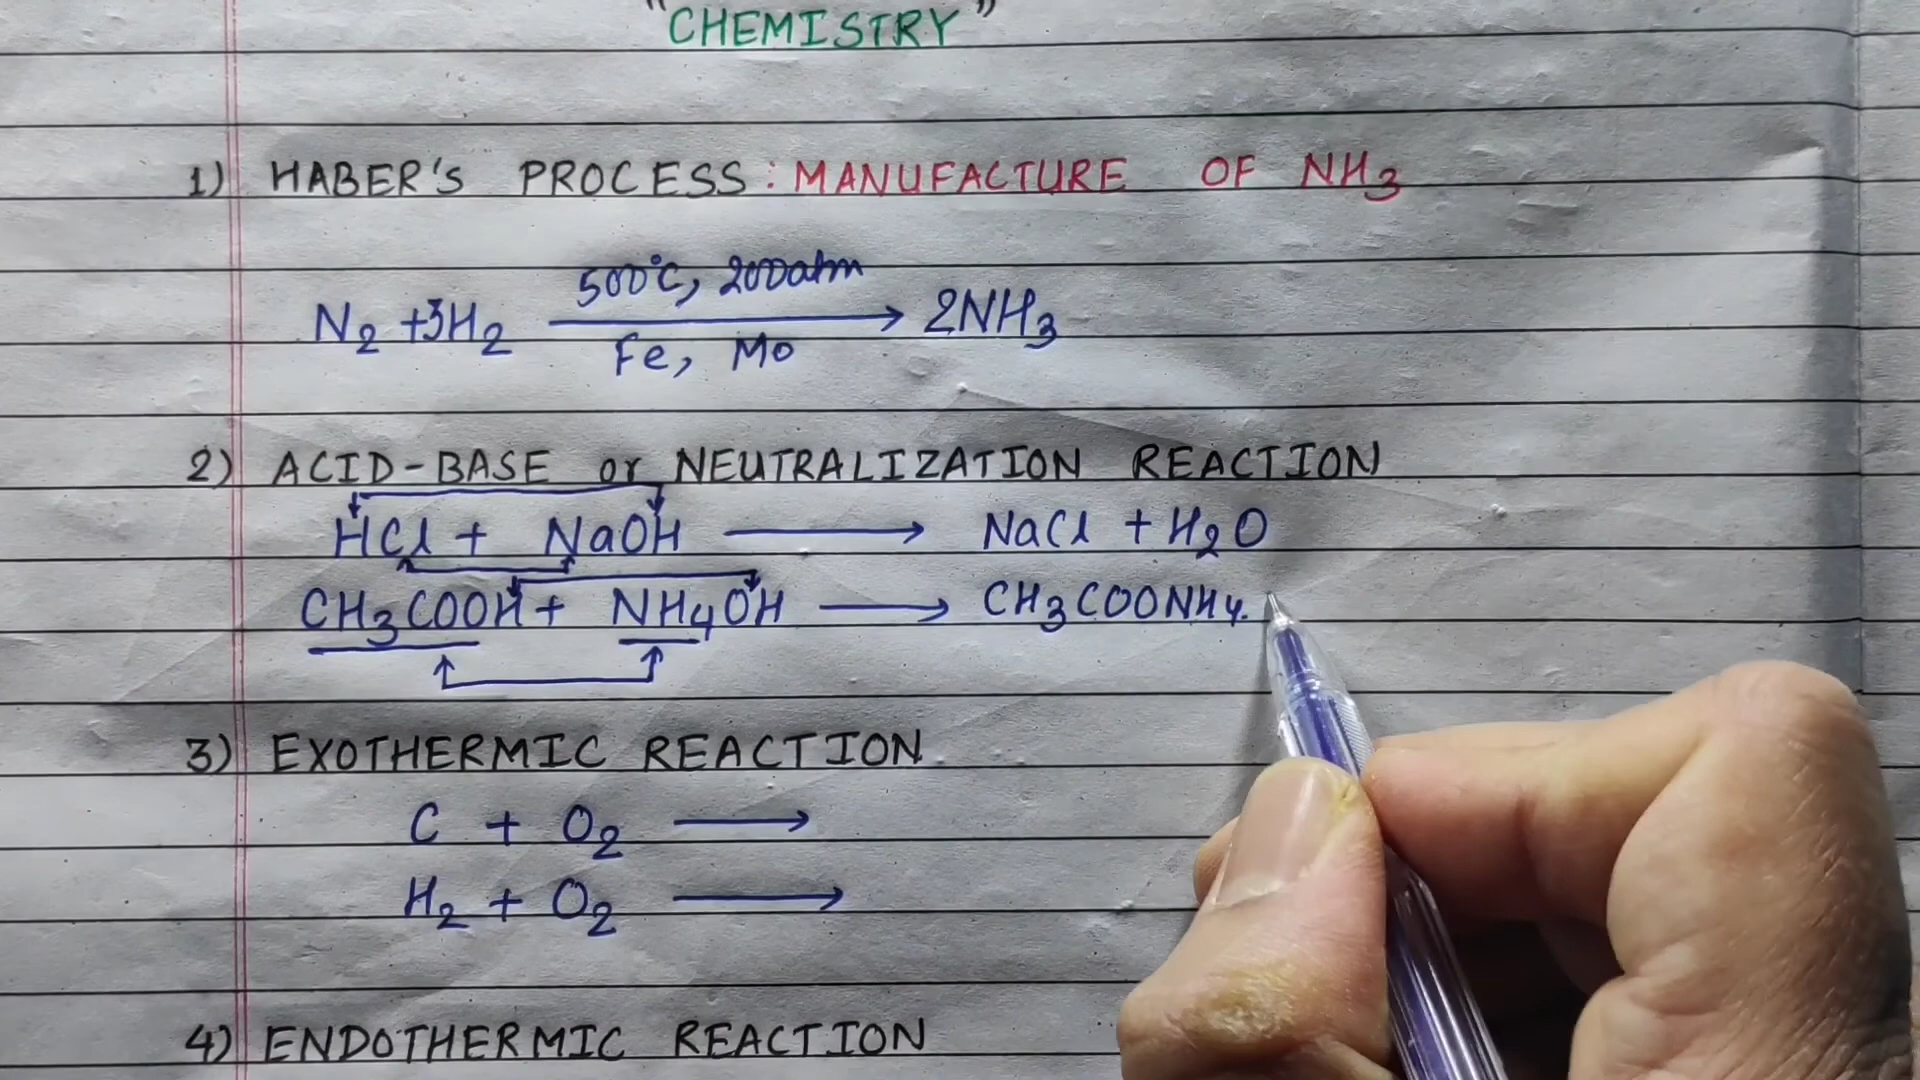 "CHEMISTRY"
1) HABER'S PROCESS: MANUFACTURE OF NH3
500°C, 200atm
N2 +3H2 → 2NH3
Fe, Mo
2) ACID-BASE or NEUTRALIZATION REACTION
HCl + NaOH → NaCl + H2O
CH3COOH + NH4OH → CH3COONH4
3) EXOTHERMIC REACTION
C + O2 →
H2 + O2 →
4) ENDOTHERMIC REACTION